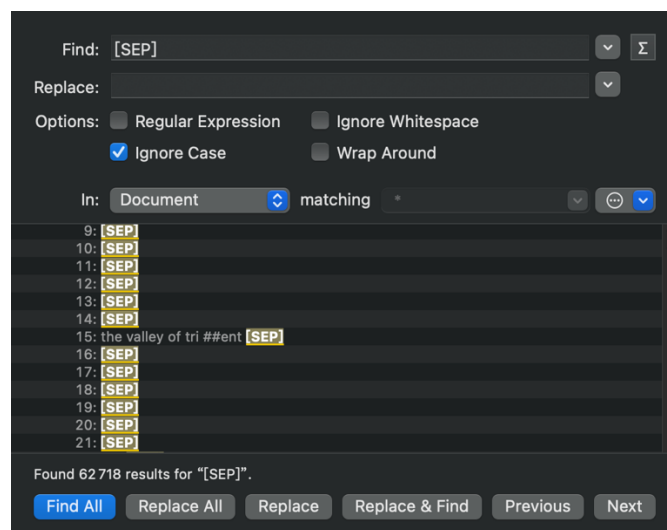 Find: [SEP] Σ
Replace:
Options: Regular Expression Ignore Whitespace
Ignore Case Wrap Around
In: Document matching *
9: [SEP]
10: [SEP]
11: [SEP]
12: [SEP]
13: [SEP]
14: [SEP]
15: the valley of tri ##ent [SEP]
16: [SEP]
17: [SEP]
18: [SEP]
19: [SEP]
20: [SEP]
21: [SEP]
Found 62 718 results for “[SEP]”.
Find All Replace All Replace Replace & Find Previous Next